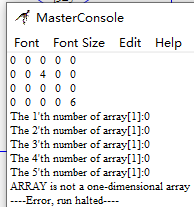 MasterConsole
Font Font Size Edit Help
0 0 0 0 0
0 0 4 0 0
0 0 0 0 0
0 0 0 0 6
The 1'th number of array[1]:0
The 2'th number of array[1]:0
The 3'th number of array[1]:0
The 4'th number of array[1]:0
The 5'th number of array[1]:0
ARRAY is not a one-dimensional array
----Error, run halted----